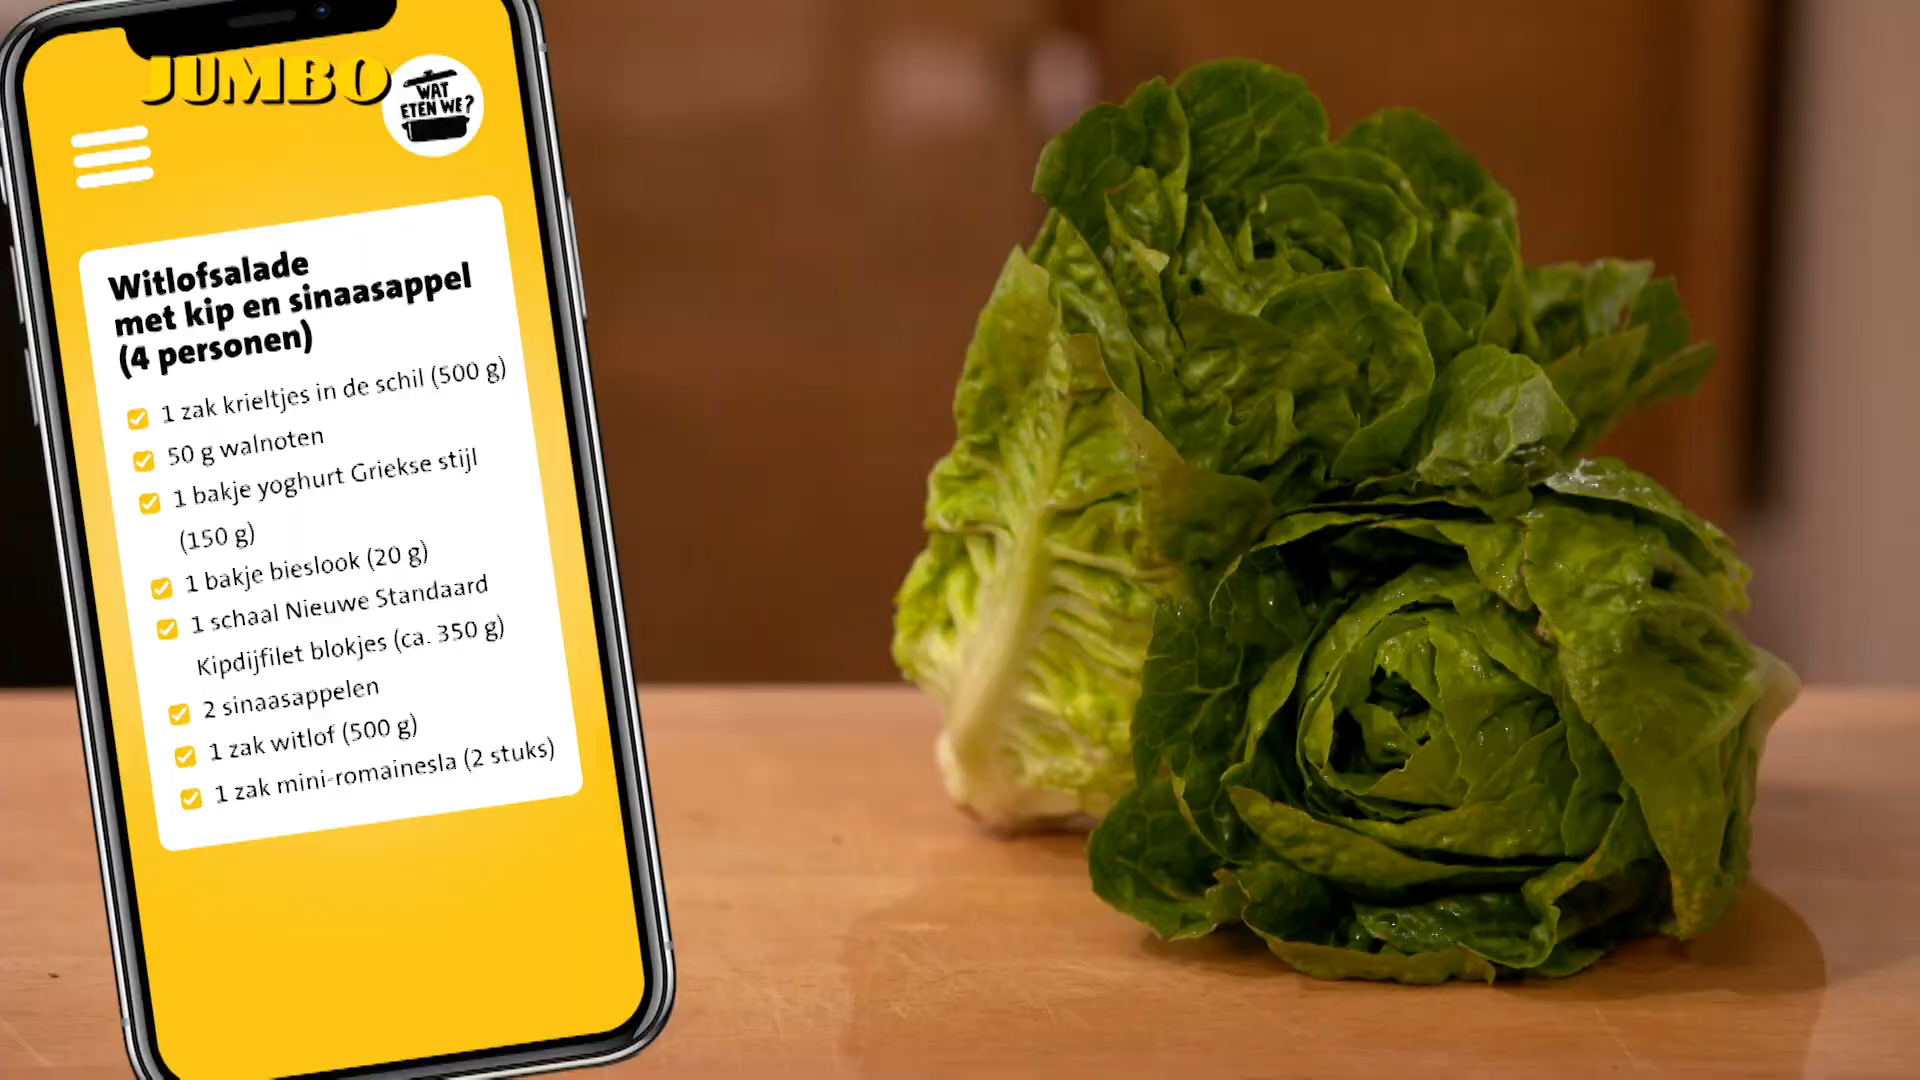 JUMBO
WAT
ETEN WE?
Witlofsalade
met kip en sinaasappel
(4 personen)
1 zak krieltjes in de schil (500 g)
50 g walnoten
1 bakje yoghurt Griekse stijl
(150 g)
1 bakje bieslook (20 g)
1 schaal Nieuwe Standaard
Kipdijfilet blokjes (ca. 350 g)
2 sinaasappelen
1 zak witlof (500 g)
1 zak mini-romainesla (2 stuks)